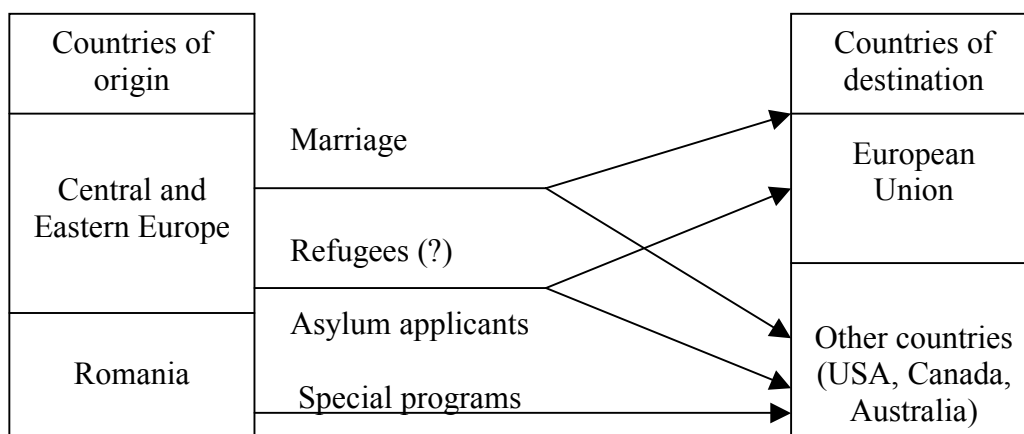 Countries of
origin
Central and
Eastern Europe
Romania
Marriage
Refugees (?)
Asylum applicants
Special programs
Countries of
destination
European
Union
Other countries
(USA, Canada,
Australia)